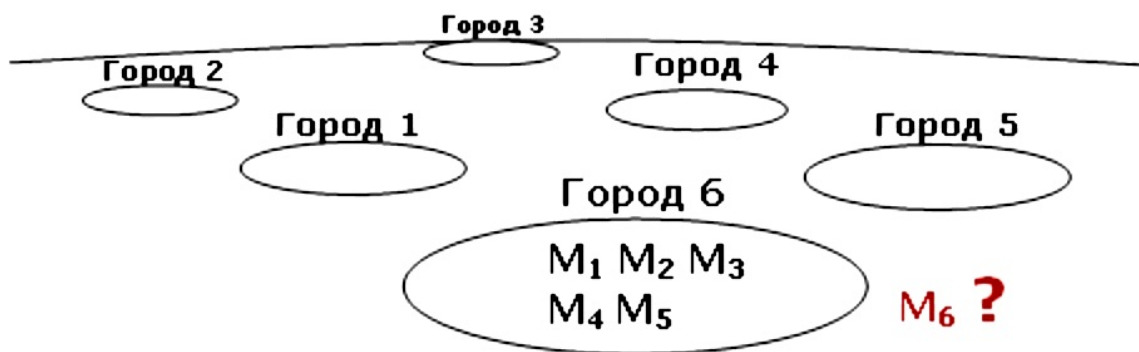 Город 3
Город 2
Город 4
Город 1
Город 5
Город 6
M₁ M₂ M₃
M₄ M₅
M₆ ?